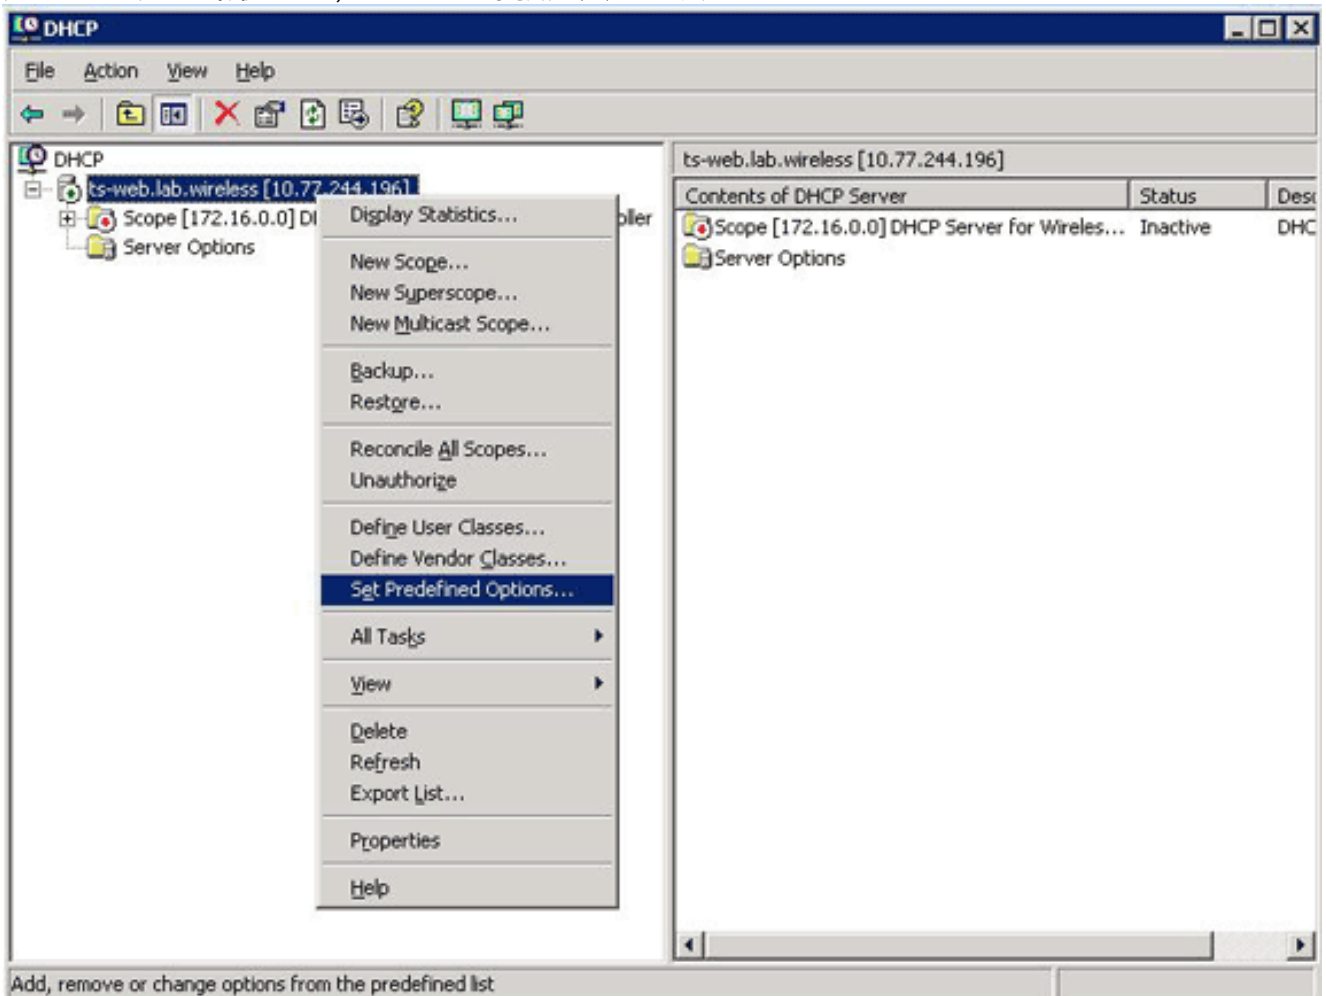 DHCP
File Action View Help
DHCP
ts-web.lab.wireless [10.77.244.196]
Scope [172.16.0.0] DH oller
Server Options
Display Statistics...
New Scope...
New Superscope...
New Multicast Scope...
Backup...
Restore...
Reconcile All Scopes...
Unauthorize
Define User Classes...
Define Vendor Classes...
Set Predefined Options...
All Tasks
View
Delete
Refresh
Export List...
Properties
Help
ts-web.lab.wireless [10.77.244.196]
Contents of DHCP Server Status Desc
Scope [172.16.0.0] DHCP Server for Wireles... Inactive DHC
Server Options
Add, remove or change options from the predefined list